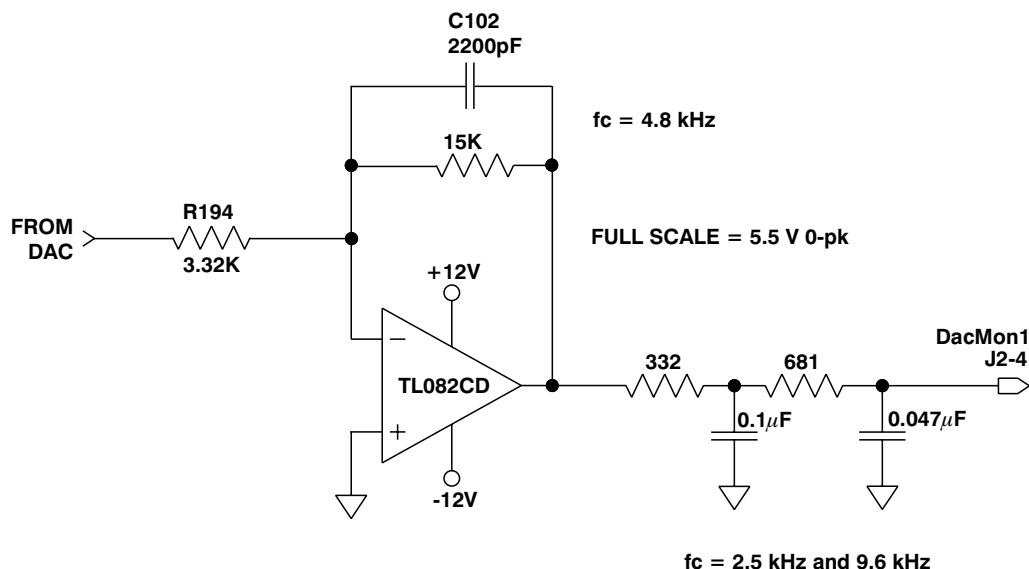 C102
2200pF
fc = 4.8 kHz
15K
FROM
DAC
R194
3.32K
FULL SCALE = 5.5 V 0-pk
+12V
−
TL082CD
+
-12V
332
681
DacMon1
J2-4
0.1μF
0.047μF
fc = 2.5 kHz and 9.6 kHz